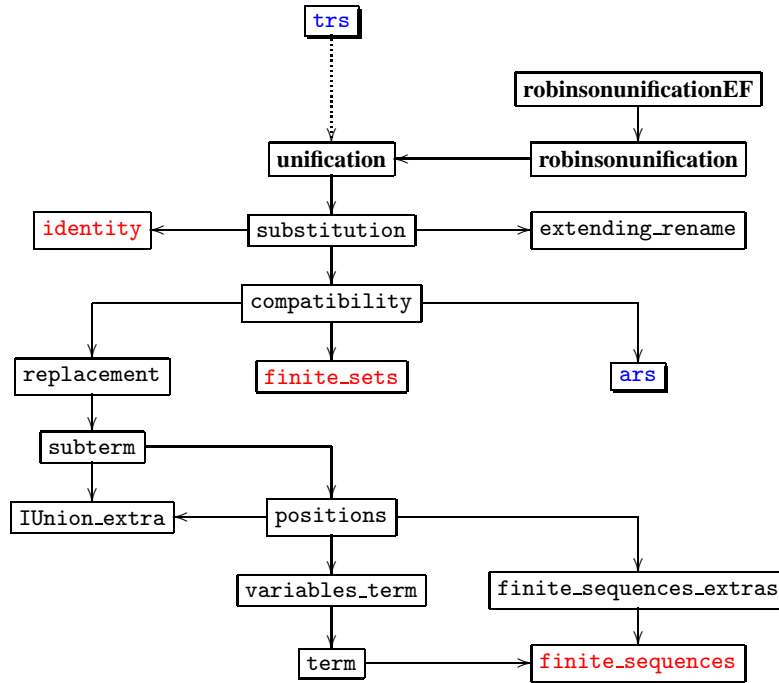 trs
robinsonunificationEF
unification
robinsonunification
identity
substitution
extending_rename
compatibility
replacement
finite_sets
ars
subterm
IUnion_extra
positions
variables_term
finite_sequences_extras
term
finite_sequences